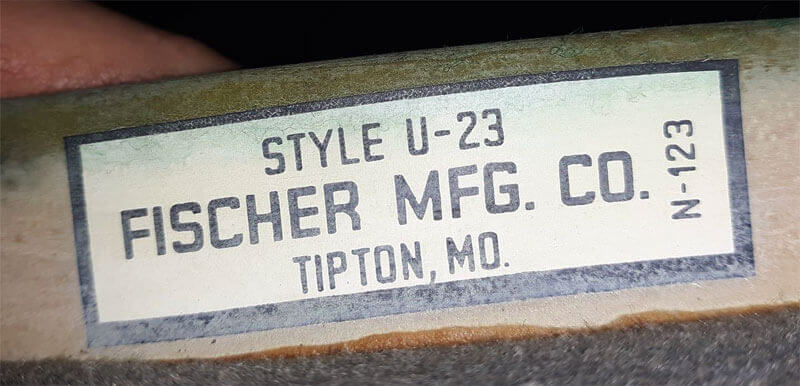 STYLE U-23
FISCHER MFG. CO.
TIPTON, MO.
N-123